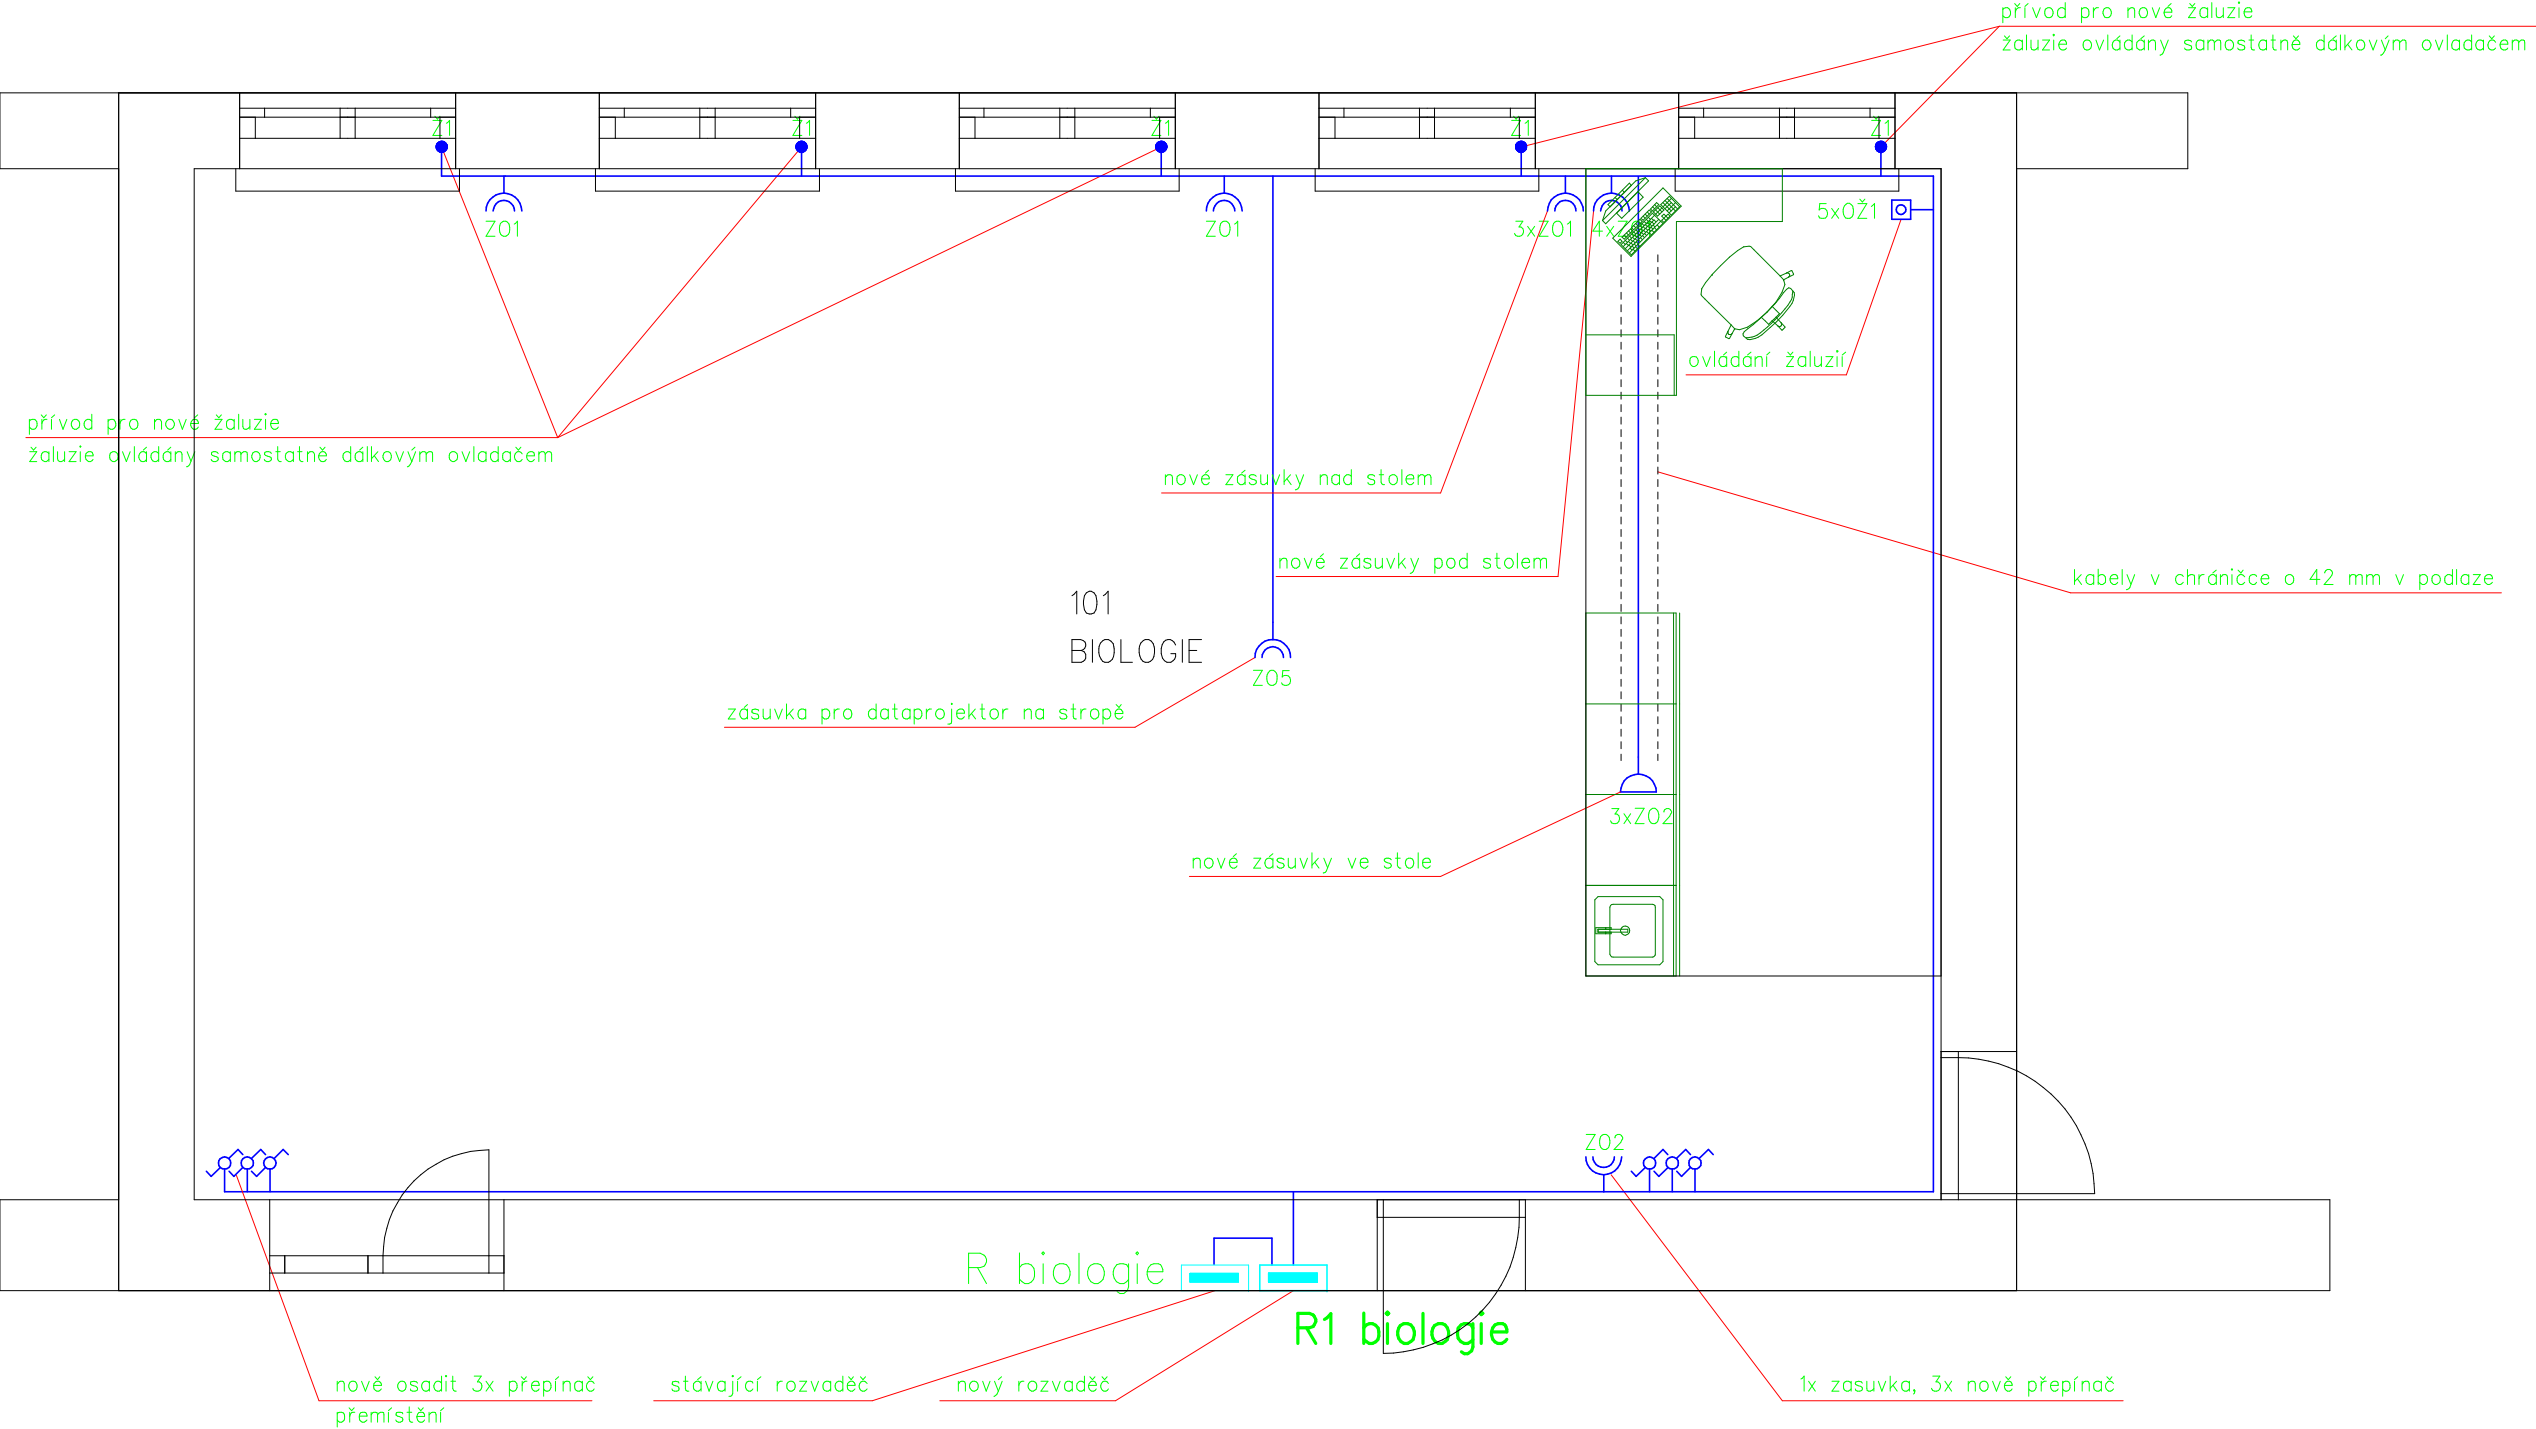 přívod pro nové žaluzie
žaluzie ovládány samostatně dálkovým ovladačem
Ž1
Ž1
Ž1
Ž1
Ž1
ZO1
ZO1
3xZO1
5xOŽ1
ovládání žaluzií
přívod pro nové žaluzie
žaluzie ovládány samostatně dálkovým ovladačem
nové zásuvky nad stolem
nové zásuvky pod stolem
kabely v chráničce o 42 mm v podlaze
101
BIOLOGIE
ZO5
zásuvka pro dataprojektor na stropě
3xZO2
nové zásuvky ve stole
ZO2
R biologie
R1 biologie
nově osadit 3x přepínač
přemístění
stávající rozvaděč
nový rozvaděč
1x zasuvka, 3x nově přepínač